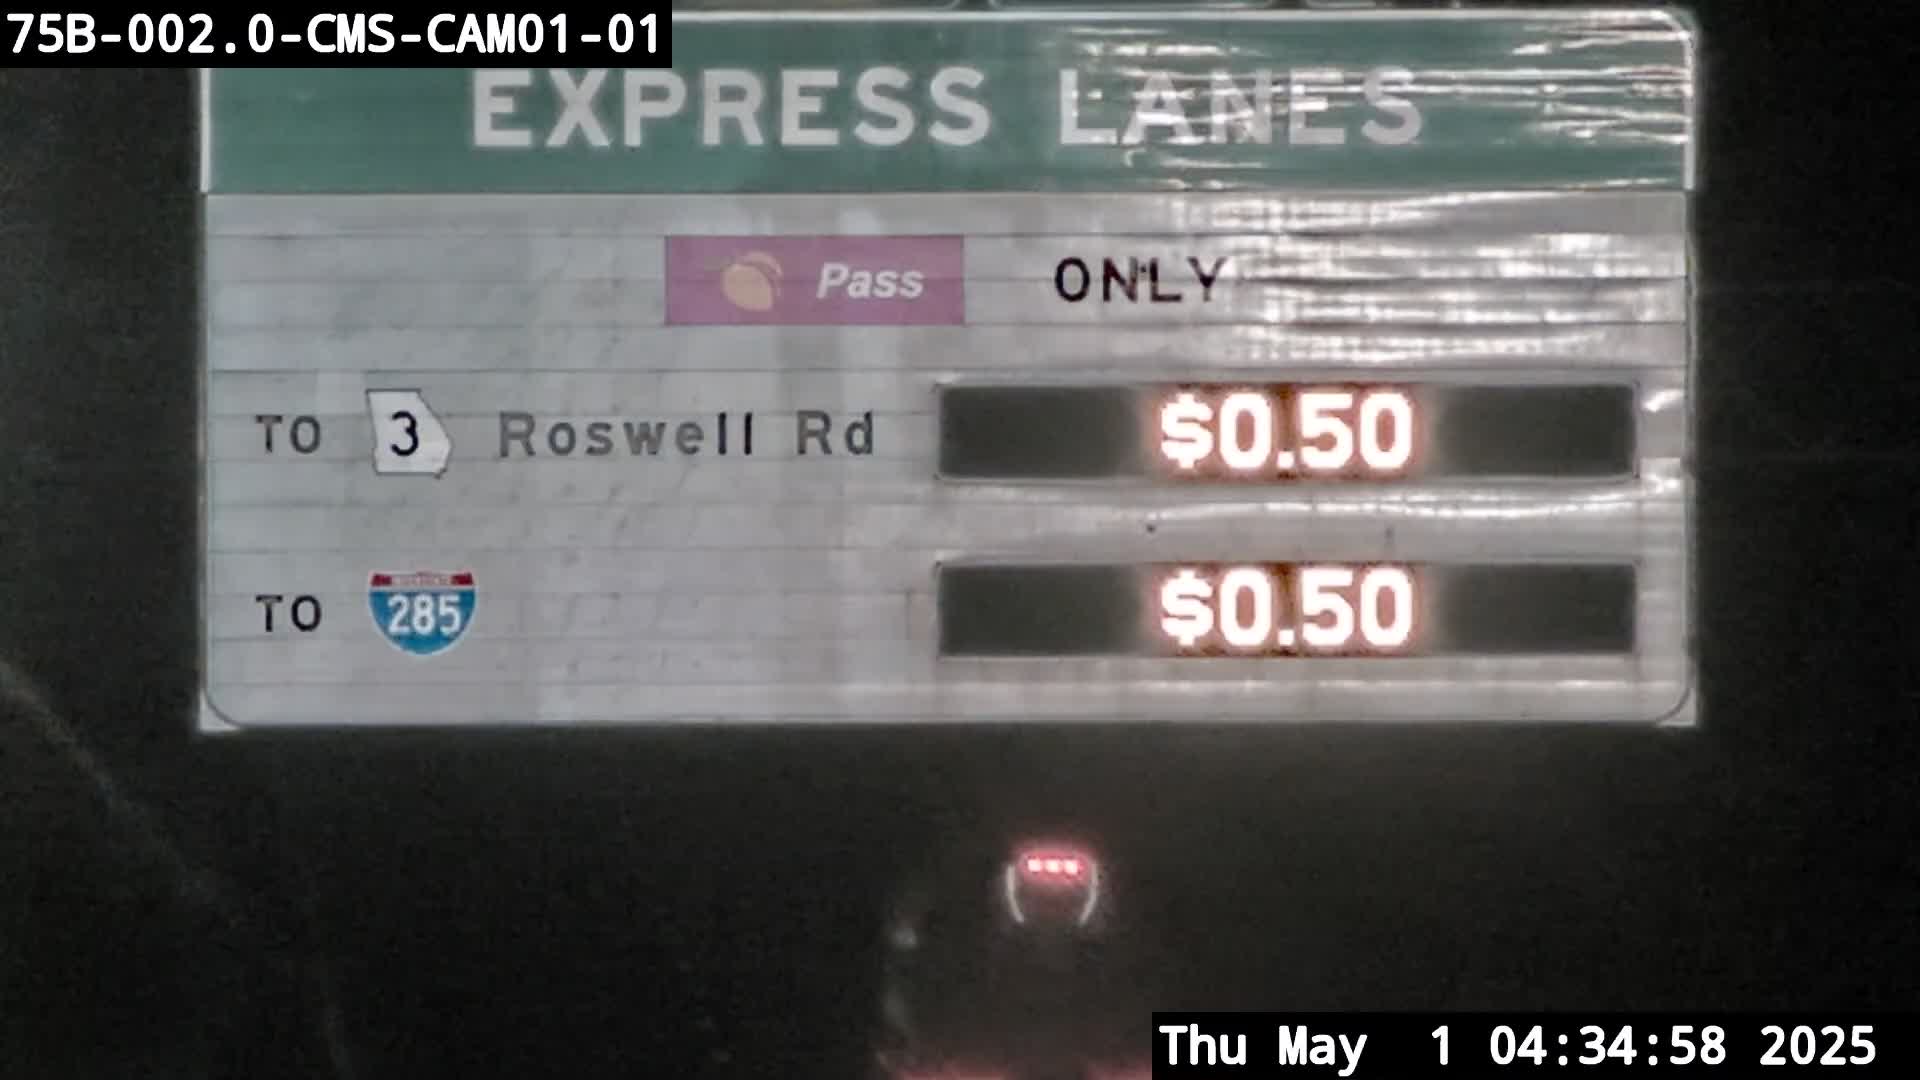 75B-002.0-CMS-CAM01-01
EXPRESS LANES
Pass ONLY
TO 3 Roswell Rd $0.50
TO 285 $0.50
Thu May 1 04:34:58 2025